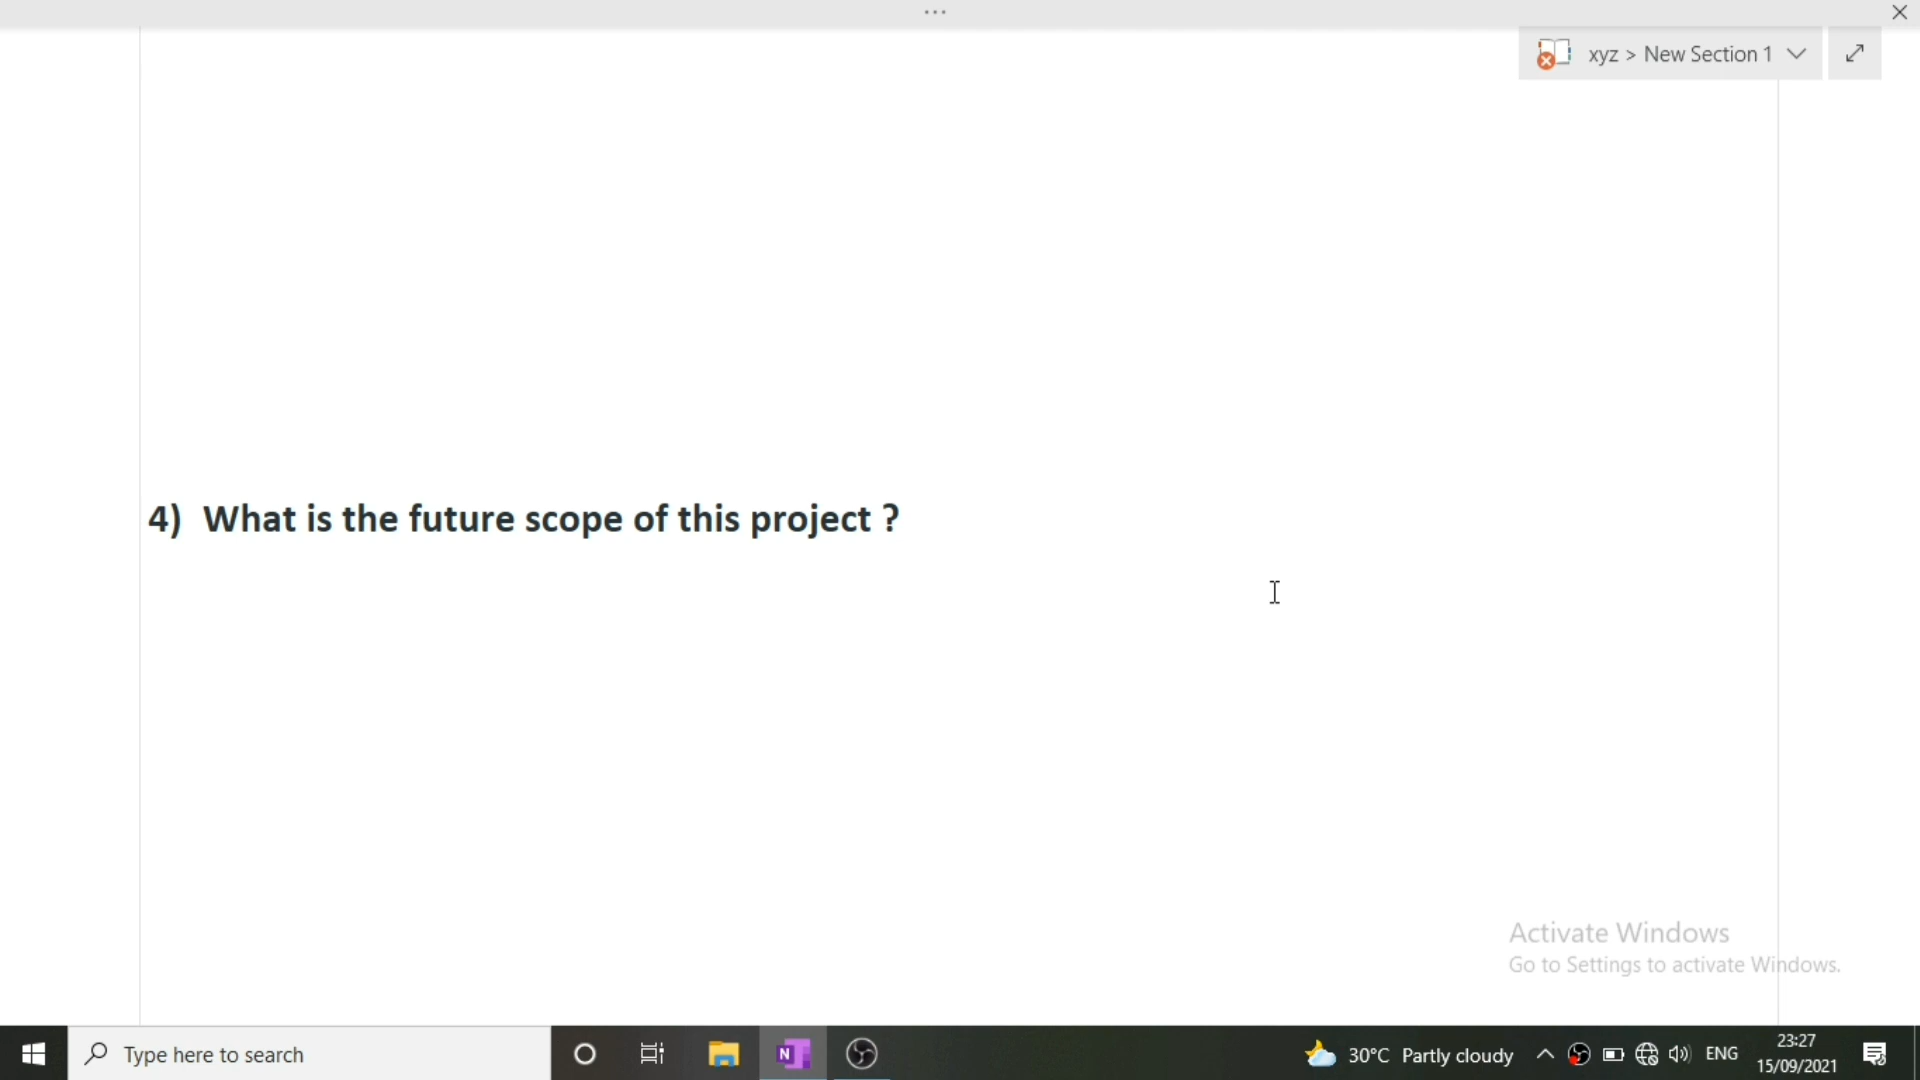 xyz > New Section 1
4) What is the future scope of this project ?
Activate Windows
Go to Settings to activate Windows.
Type here to search
N
30°C Partly cloudy
ENG
23:27
15/09/2021